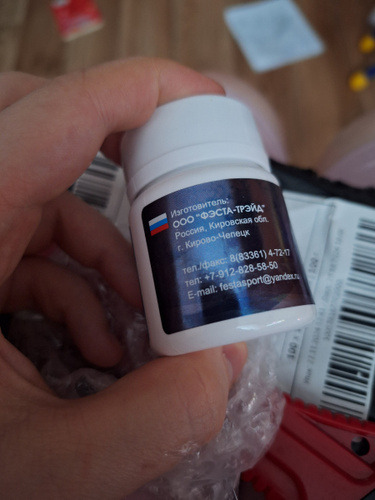 Изготовитель:
ООО "ФЭСТА-ТРЭЙД"
Россия, Кировская обл.
г. Кирово-Чепецк
тел./факс: 8(83361) 4-72-17
тел: +7-912-828-58-50
E-mail: festasport@yandex.ru